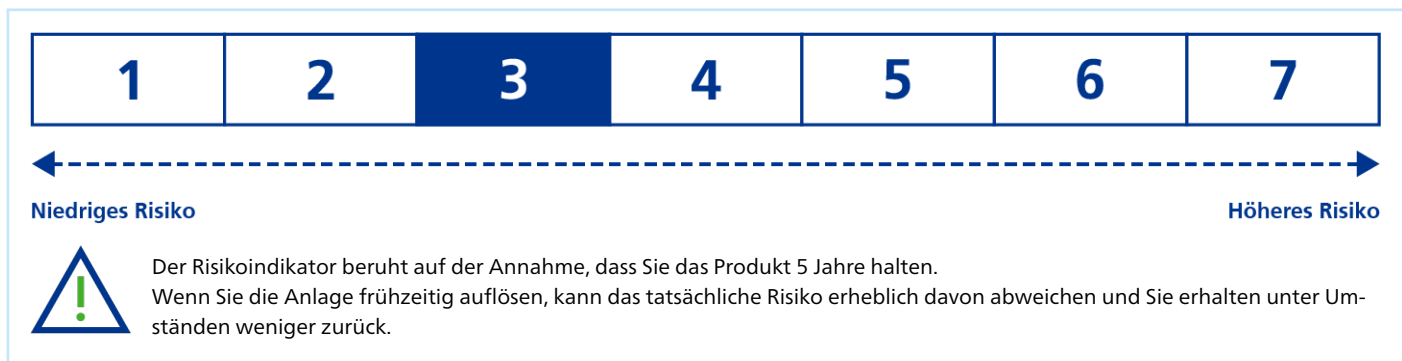 1 2 3 4 5 6 7
Niedriges Risiko Höheres Risiko
Der Risikoindikator beruht auf der Annahme, dass Sie das Produkt 5 Jahre halten.
Wenn Sie die Anlage frühzeitig auflösen, kann das tatsächliche Risiko erheblich davon abweichen und Sie erhalten unter Um-
ständen weniger zurück.